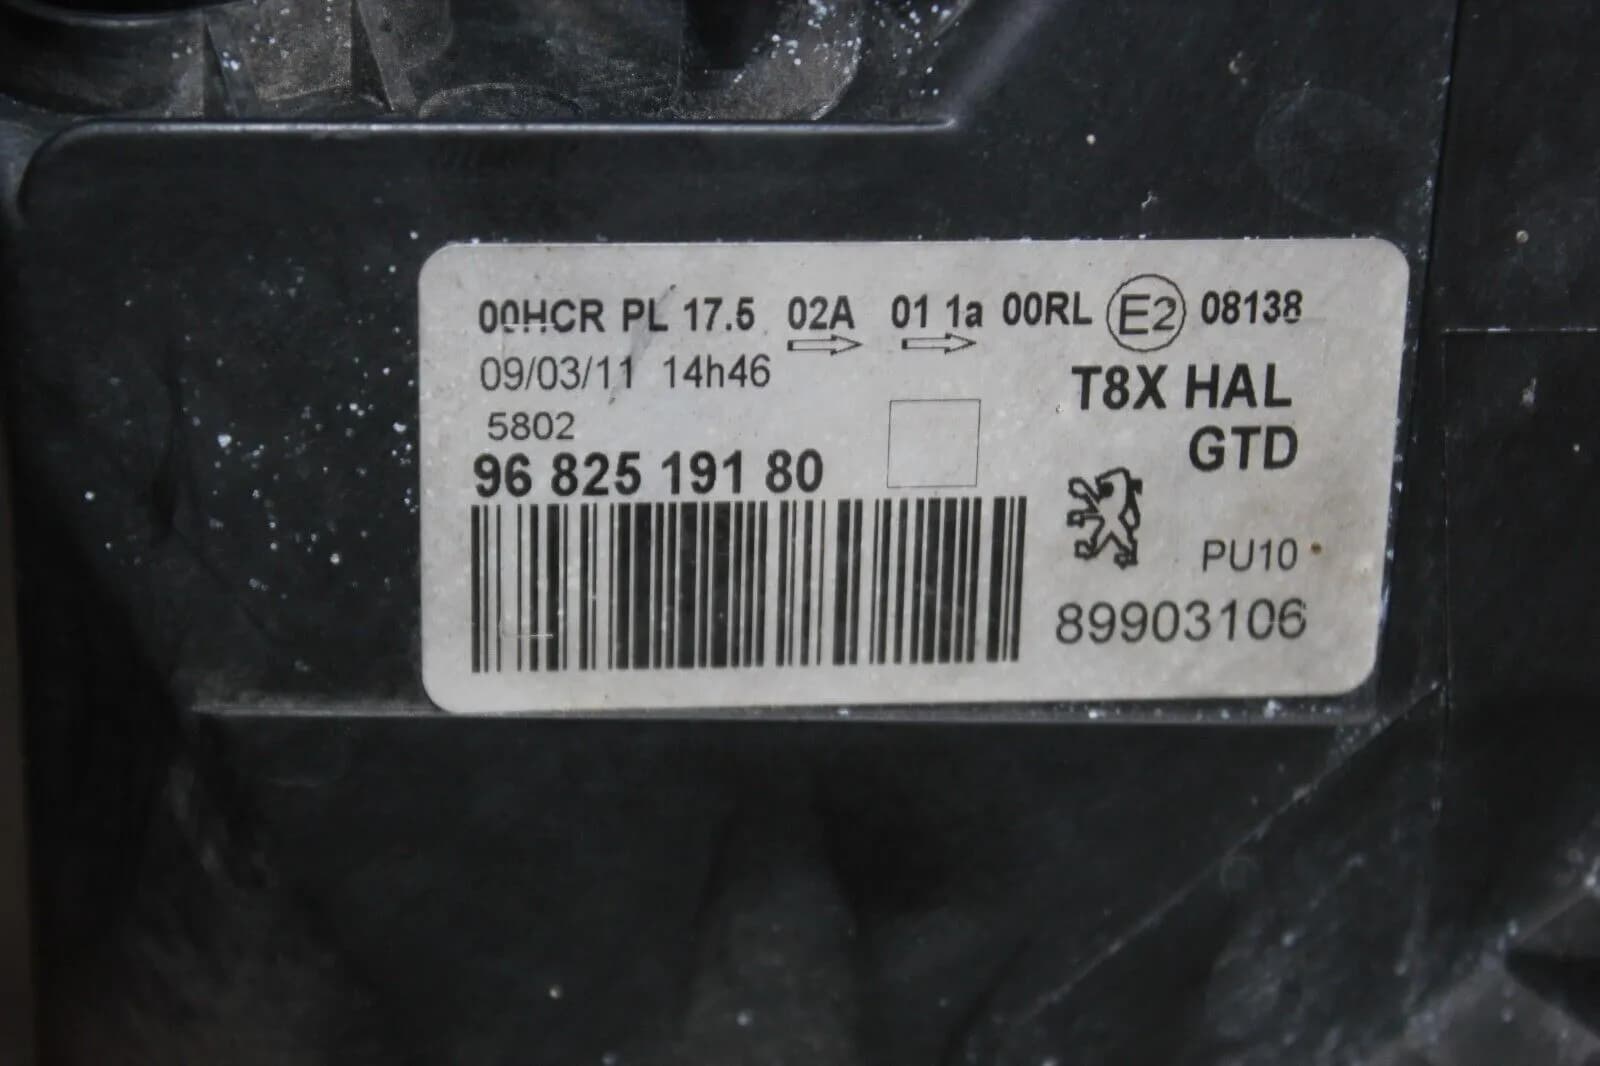 00HCR PL 17.5 02A 01 1a 00RL E2 08138
09/03/11 14h46
T8X HAL
5802
GTD
96 825 191 80
PU10
89903106